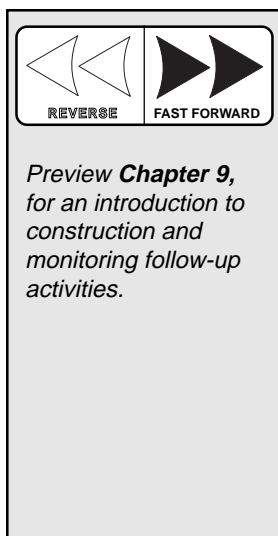 REVERSE FAST FORWARD
Preview Chapter 9,
for an introduction to
construction and
monitoring follow-up
activities.